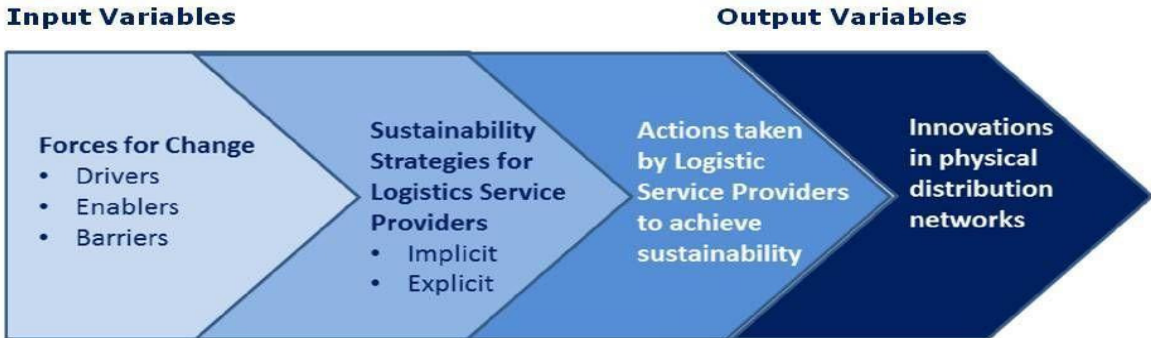 Input Variables
Output Variables
Forces for Change
• Drivers
• Enablers
• Barriers
Sustainability
Strategies for
Logistics Service
Providers
• Implicit
• Explicit
Actions taken
by Logistic
Service Providers
to achieve
sustainability
Innovations
in physical
distribution
networks